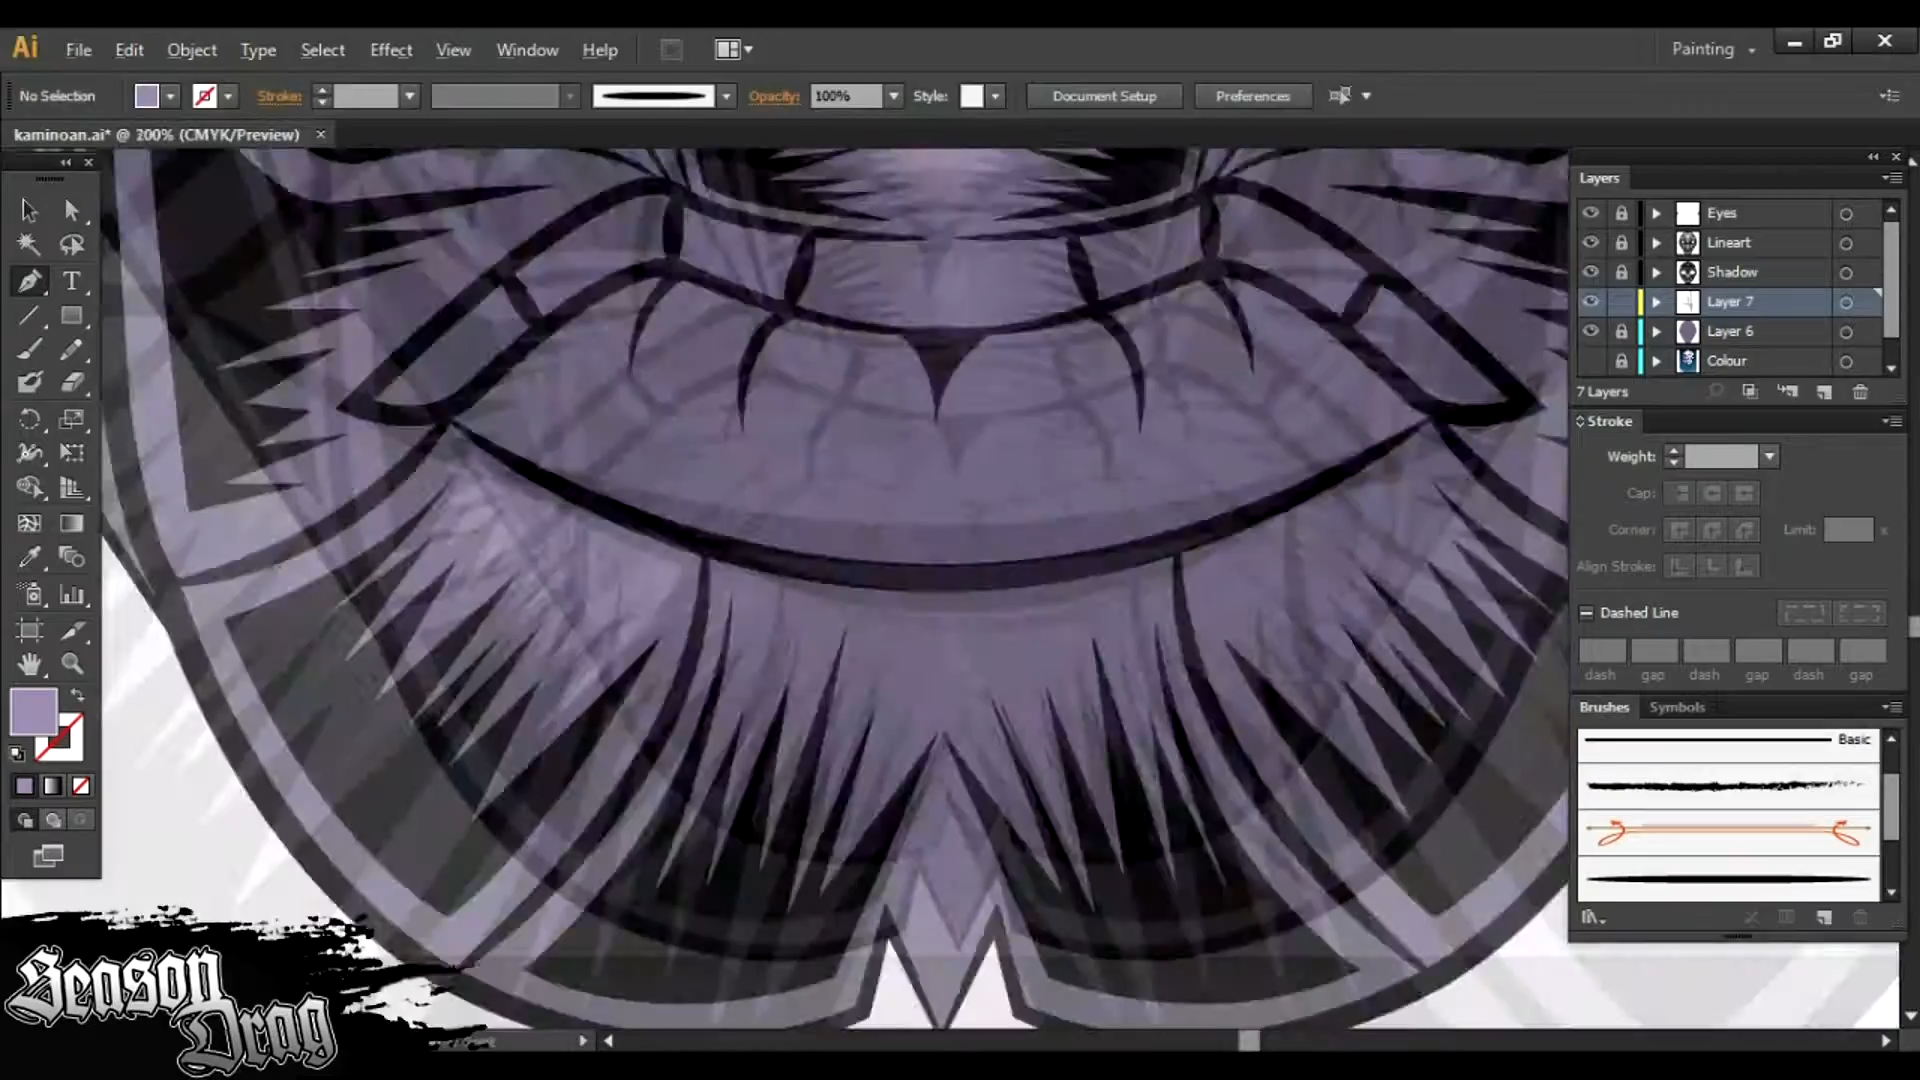 Ai File Edit Object Type Select Effect View Window Help Painting
No Selection Stroke: Opacity: 100% Style: Document Setup Preferences
kaminoan.ai* @ 200% (CMYK/Preview)
Layers
Eyes
Lineart
Shadow
Layer 7
Layer 6
Colour
7 Layers
Stroke
Weight:
Cap:
Corner: Limit: x
Align Stroke:
Dashed Line
dash gap dash gap dash gap
Brushes Symbols
Basic
T
Season
Drag